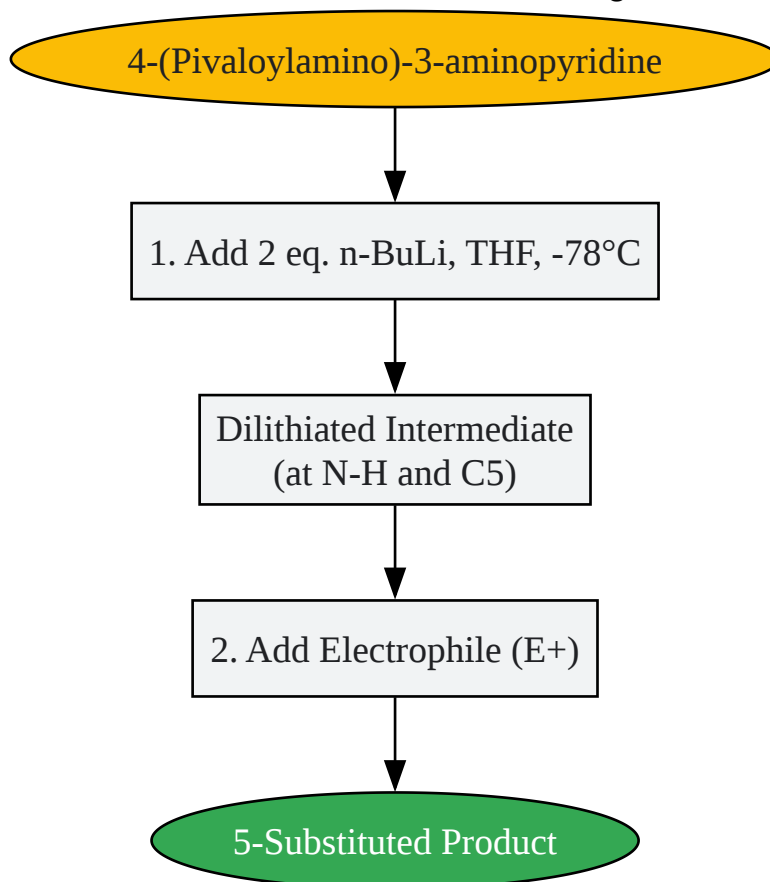 4-(Pivaloylamino)-3-aminopyridine
1. Add 2 eq. n-BuLi, THF, -78°C
Dilithiated Intermediate
(at N-H and C5)
2. Add Electrophile (E+)
5-Substituted Product